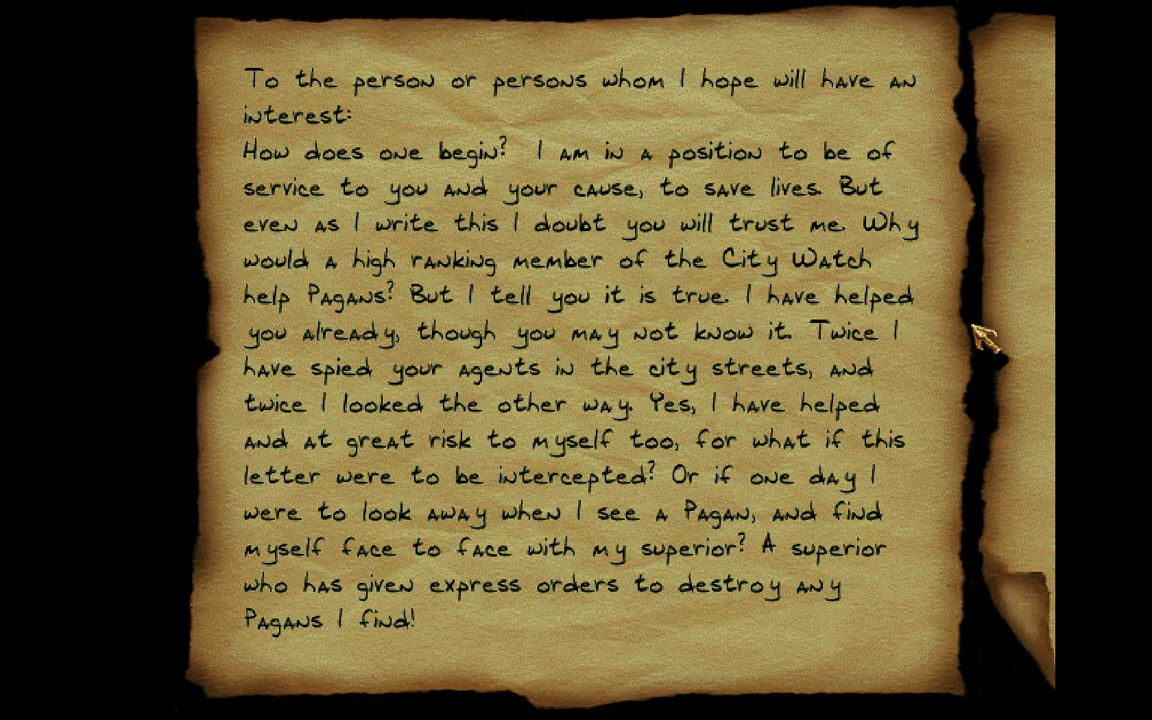 To the person or persons whom I hope will have an
interest:
How does one begin? I am in a position to be of
service to you and your cause, to save lives. But
even as I write this I doubt you will trust me. Why
would a high ranking member of the City Watch
help Pagans? But I tell you it is true. I have helped
you already, though you may not know it. Twice I
have spied your agents in the city streets, and
twice I looked the other way. Yes, I have helped
and at great risk to myself too, for what if this
letter were to be intercepted? Or if one day I
were to look away when I see a Pagan, and find
myself face to face with my superior? A superior
who has given express orders to destroy any
Pagans I find!